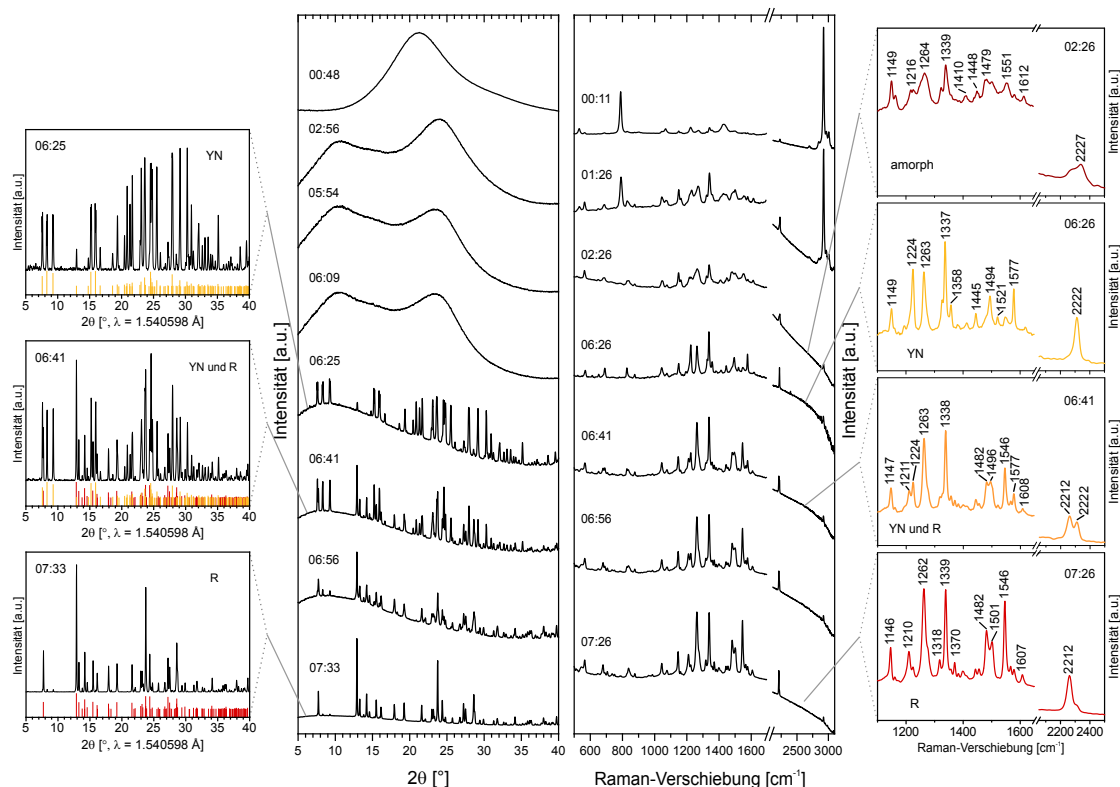 06:25
YN
Intensität [a.u.]
5 10 15 20 25 30 35 40
2θ [°, λ = 1.540598 Å]
06:41
YN und R
Intensität [a.u.]
5 10 15 20 25 30 35 40
2θ [°, λ = 1.540598 Å]
07:33
R
Intensität [a.u.]
5 10 15 20 25 30 35 40
2θ [°, λ = 1.540598 Å]
00:48
02:56
05:54
06:09
06:25
06:41
06:56
07:33
Intensität [a.u.]
5 10 15 20 25 30 35 40
2θ [°]
00:11
01:26
02:26
06:26
06:41
06:56
07:26
Intensität [a.u.]
600 800 1000 1200 1400 1600 2500 3000
Raman-Verschiebung [cm⁻¹]
02:26
1149 1216 1264 1339 1410 1448 1479 1551 1612
2227
amorph
Intensität [a.u.]
06:26
1149 1224 1263 1337 1358 1445 1494 1521 1577
2222
YN
Intensität [a.u.]
06:41
1147 1211 1224 1263 1338 1482 1496 1546 1577 1608
2212 2222
YN und R
Intensität [a.u.]
07:26
1146 1210 1262 1318 1339 1370 1482 1501 1546 1607
2212
R
Intensität [a.u.]
1200 1400 1600 2200 2400
Raman-Verschiebung [cm⁻¹]